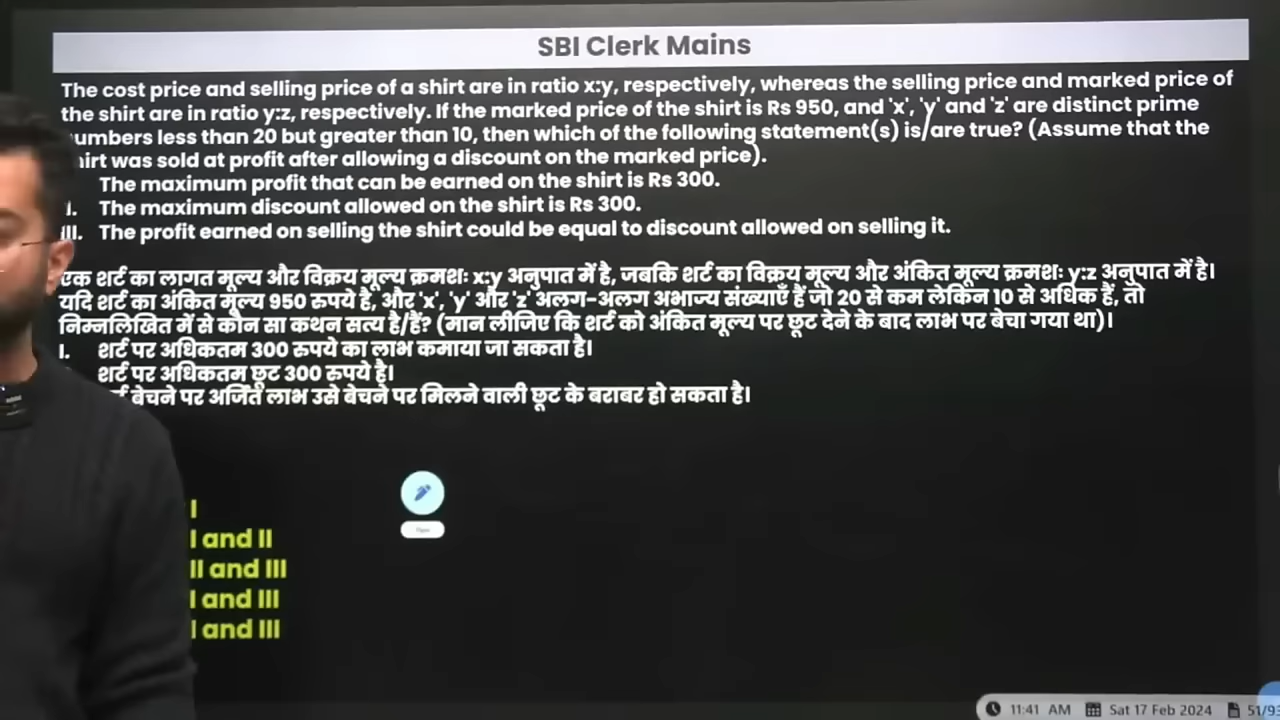 SBI Clerk Mains
The cost price and selling price of a shirt are in ratio x:y, respectively, whereas the selling price and marked price of
the shirt are in ratio y:z, respectively. If the marked price of the shirt is Rs 950, and 'x', 'y' and 'z' are distinct prime
umbers less than 20 but greater than 10, then which of the following statement(s) is/are true? (Assume that the
irt was sold at profit after allowing a discount on the marked price).
The maximum profit that can be earned on the shirt is Rs 300.
I. The maximum discount allowed on the shirt is Rs 300.
III. The profit earned on selling the shirt could be equal to discount allowed on selling it.
एक शर्ट का लागत मूल्य और विक्रय मूल्य क्रमशः x:y अनुपात में है, जबकि शर्ट का विक्रय मूल्य और अंकित मूल्य क्रमशः y:z अनुपात में है।
यदि शर्ट का अंकित मूल्य 950 रुपये है, और 'x', 'y' और 'z' अलग-अलग अभाज्य संख्याएँ हैं जो 20 से कम लेकिन 10 से अधिक हैं, तो
निम्नलिखित में से कौन सा कथन सत्य है/हैं? (मान लीजिए कि शर्ट को अंकित मूल्य पर छूट देने के बाद लाभ पर बेचा गया था)।
I. शर्ट पर अधिकतम 300 रुपये का लाभ कमाया जा सकता है।
शर्ट पर अधिकतम छूट 300 रुपये है।
बेचने पर अर्जित लाभ उसे बेचने पर मिलने वाली छूट के बराबर हो सकता है।
I
I and II
II and III
I and III
I and III
11:41 AM Sat 17 Feb 2024 51/93